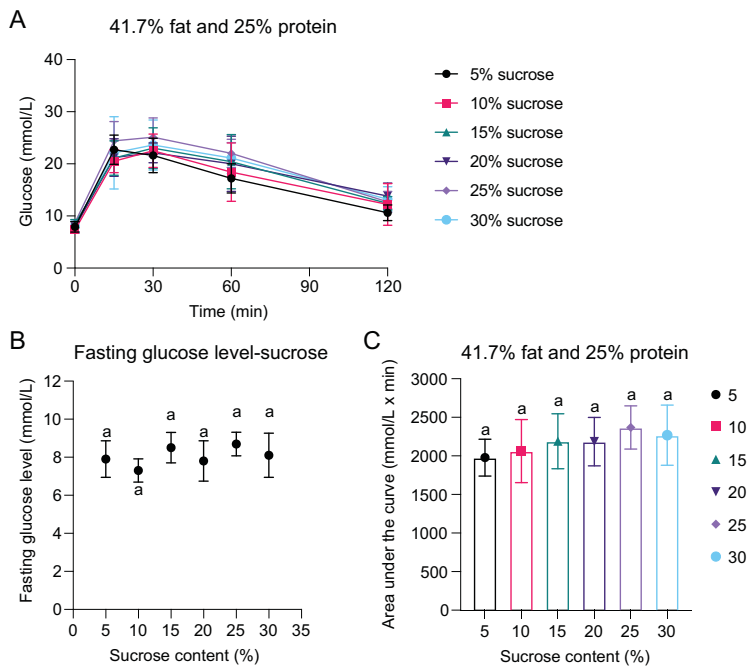 A
41.7% fat and 25% protein
Glucose (mmol/L)
40
30
20
10
0
0
30
60
90
120
Time (min)
5% sucrose
10% sucrose
15% sucrose
20% sucrose
25% sucrose
30% sucrose
B
Fasting glucose level-sucrose
Fasting glucose level (mmol/L)
12
10
8
6
4
2
0
a
a
a
a
a
a
0 5 10 15 20 25 30 35
Sucrose content (%)
C
41.7% fat and 25% protein
Area under the curve (mmol/L x min)
3000
2500
2000
1500
1000
500
0
a
a
a
a
a
a
5 10 15 20 25 30
Sucrose content (%)
5
10
15
20
25
30